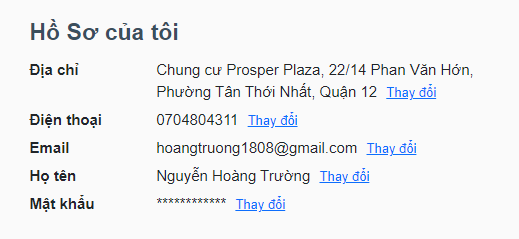 Hồ Sơ của tôi
Địa chỉ Chung cư Prosper Plaza, 22/14 Phan Văn Hớn,
Phường Tân Thới Nhất, Quận 12 Thay đổi
Điện thoại 0704804311 Thay đổi
Email hoangtruong1808@gmail.com Thay đổi
Họ tên Nguyễn Hoàng Trường Thay đổi
Mật khẩu ************ Thay đổi